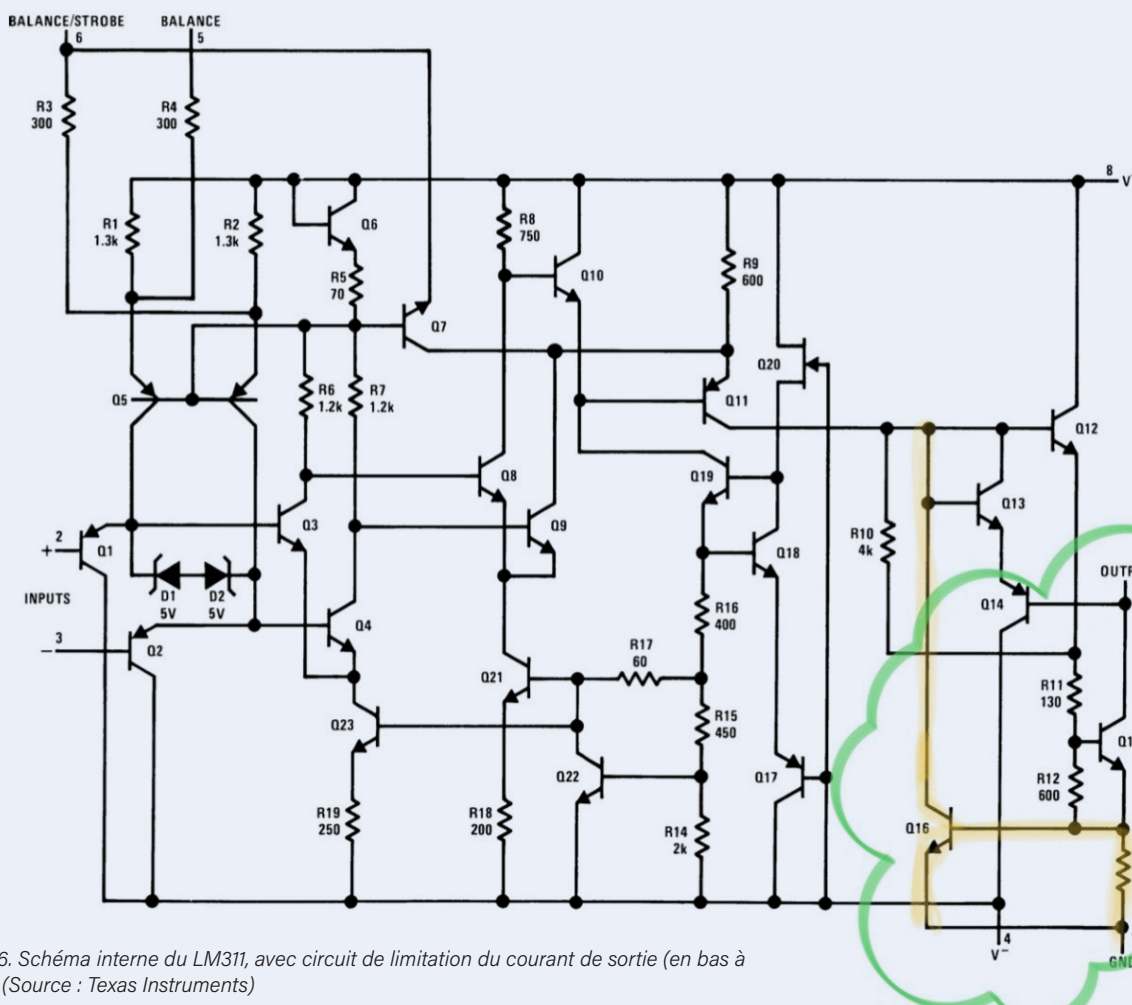 BALANCE/STROBE
6
BALANCE
5
R3
300
R4
300
8
R1
1.3k
R2
1.3k
Q6
R5
70
R8
750
Q10
R9
600
Q7
Q20
Q5
R6
1.2k
R7
1.2k
Q11
Q12
Q8
Q19
Q13
+
2
Q1
Q3
Q9
Q18
R10
4k
D1
5V
D2
5V
INPUTS
Q14
−
3
Q2
Q4
R16
400
R17
60
Q21
R11
130
Q23
R15
450
Q22
Q17
R12
600
Q16
R19
250
R18
200
R14
2k
V−
4
GND
6. Schéma interne du LM311, avec circuit de limitation du courant de sortie (en bas à
(Source : Texas Instruments)